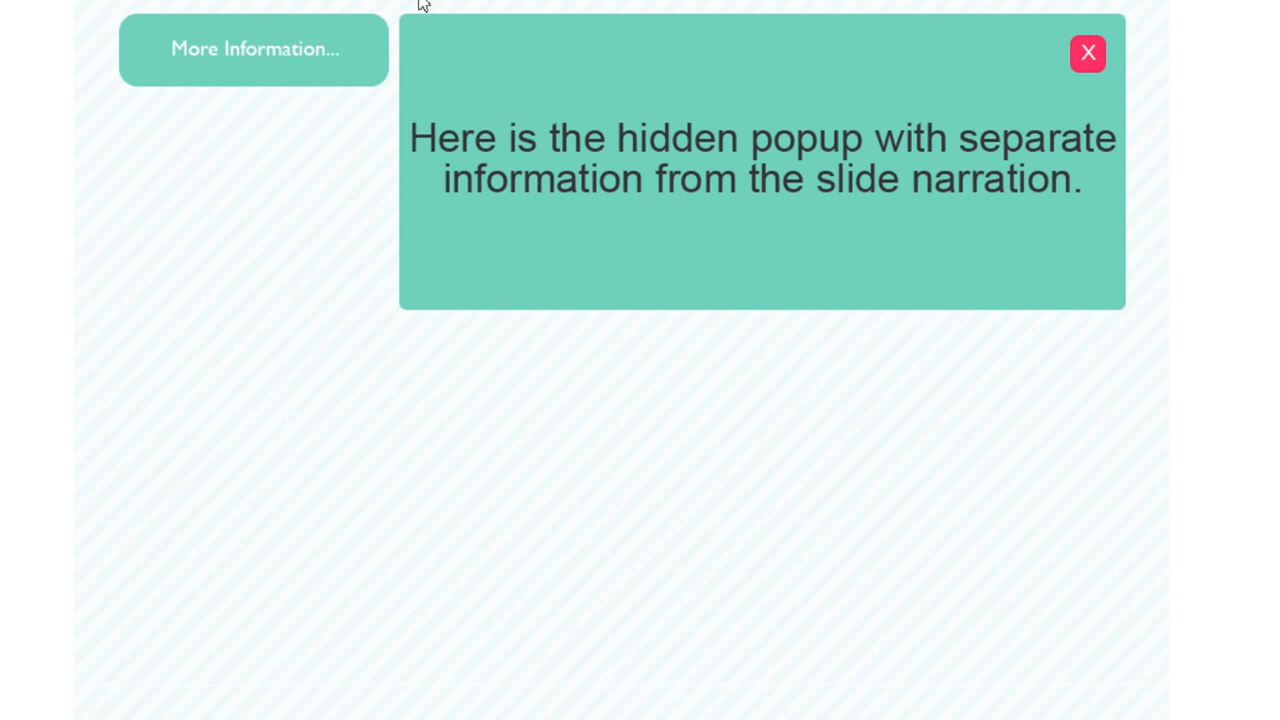 More Information...
X
Here is the hidden popup with separate
information from the slide narration.